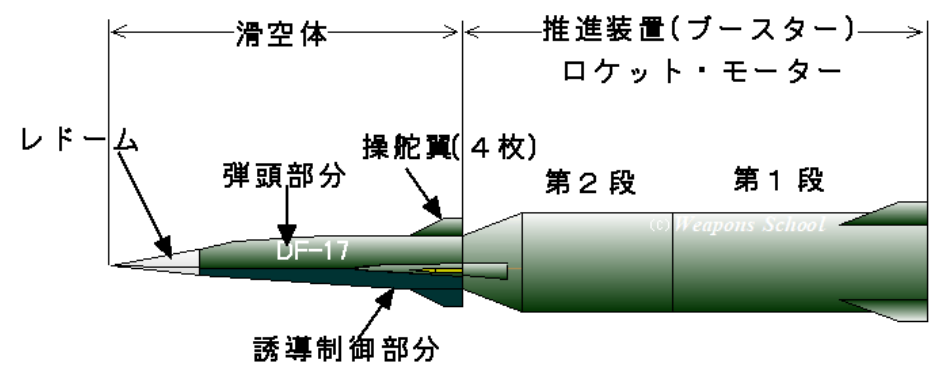 滑空体
推進装置(ブースター)
ロケット・モーター
レドーム
操舵翼(４枚)
弾頭部分
第２段
第１段
(c)Weapons School
DF-17
誘導制御部分